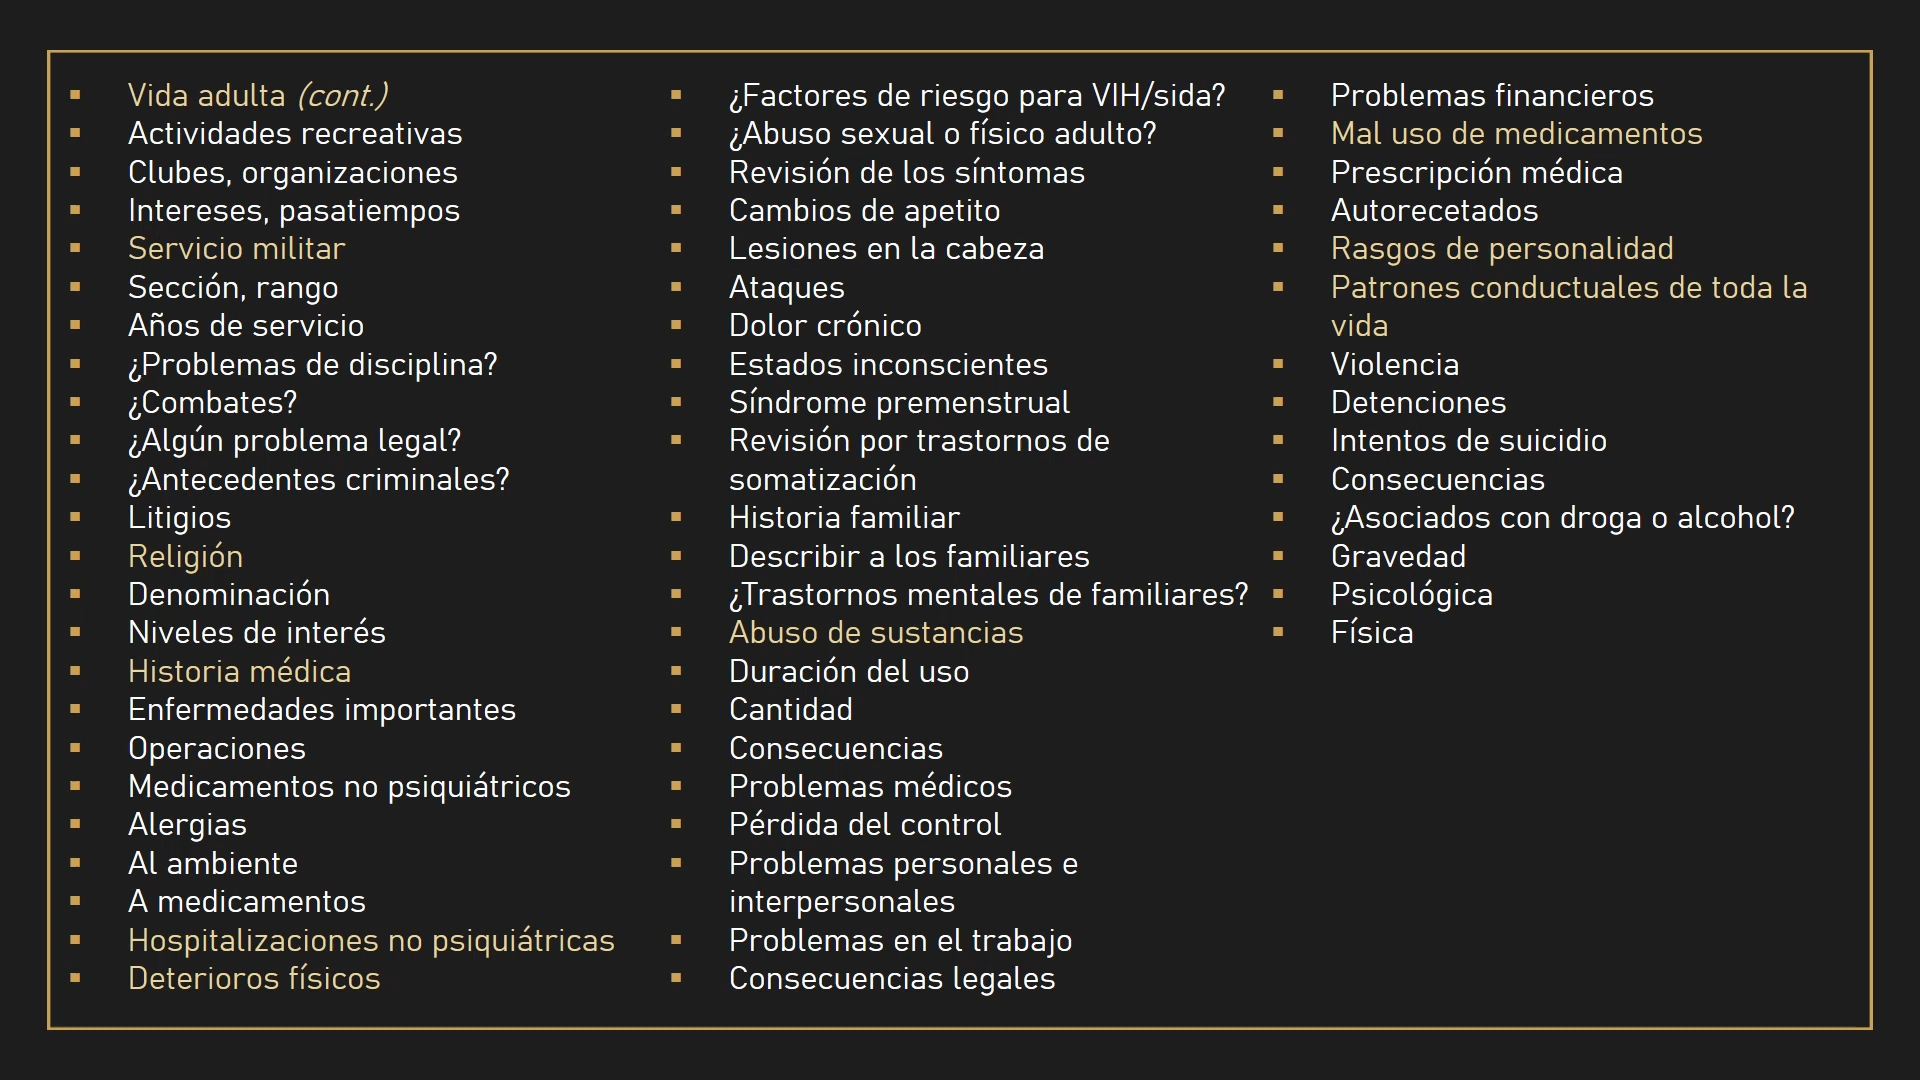 Vida adulta (cont.)
Actividades recreativas
Clubes, organizaciones
Intereses, pasatiempos
Servicio militar
Sección, rango
Años de servicio
¿Problemas de disciplina?
¿Combates?
¿Algún problema legal?
¿Antecedentes criminales?
Litigios
Religión
Denominación
Niveles de interés
Historia médica
Enfermedades importantes
Operaciones
Medicamentos no psiquiátricos
Alergias
Al ambiente
A medicamentos
Hospitalizaciones no psiquiátricas
Deterioros físicos
¿Factores de riesgo para VIH/sida?
¿Abuso sexual o físico adulto?
Revisión de los síntomas
Cambios de apetito
Lesiones en la cabeza
Ataques
Dolor crónico
Estados inconscientes
Síndrome premenstrual
Revisión por trastornos de
somatización
Historia familiar
Describir a los familiares
¿Trastornos mentales de familiares?
Abuso de sustancias
Duración del uso
Cantidad
Consecuencias
Problemas médicos
Pérdida del control
Problemas personales e
interpersonales
Problemas en el trabajo
Consecuencias legales
Problemas financieros
Mal uso de medicamentos
Prescripción médica
Autorecetados
Rasgos de personalidad
Patrones conductuales de toda la
vida
Violencia
Detenciones
Intentos de suicidio
Consecuencias
¿Asociados con droga o alcohol?
Gravedad
Psicológica
Física